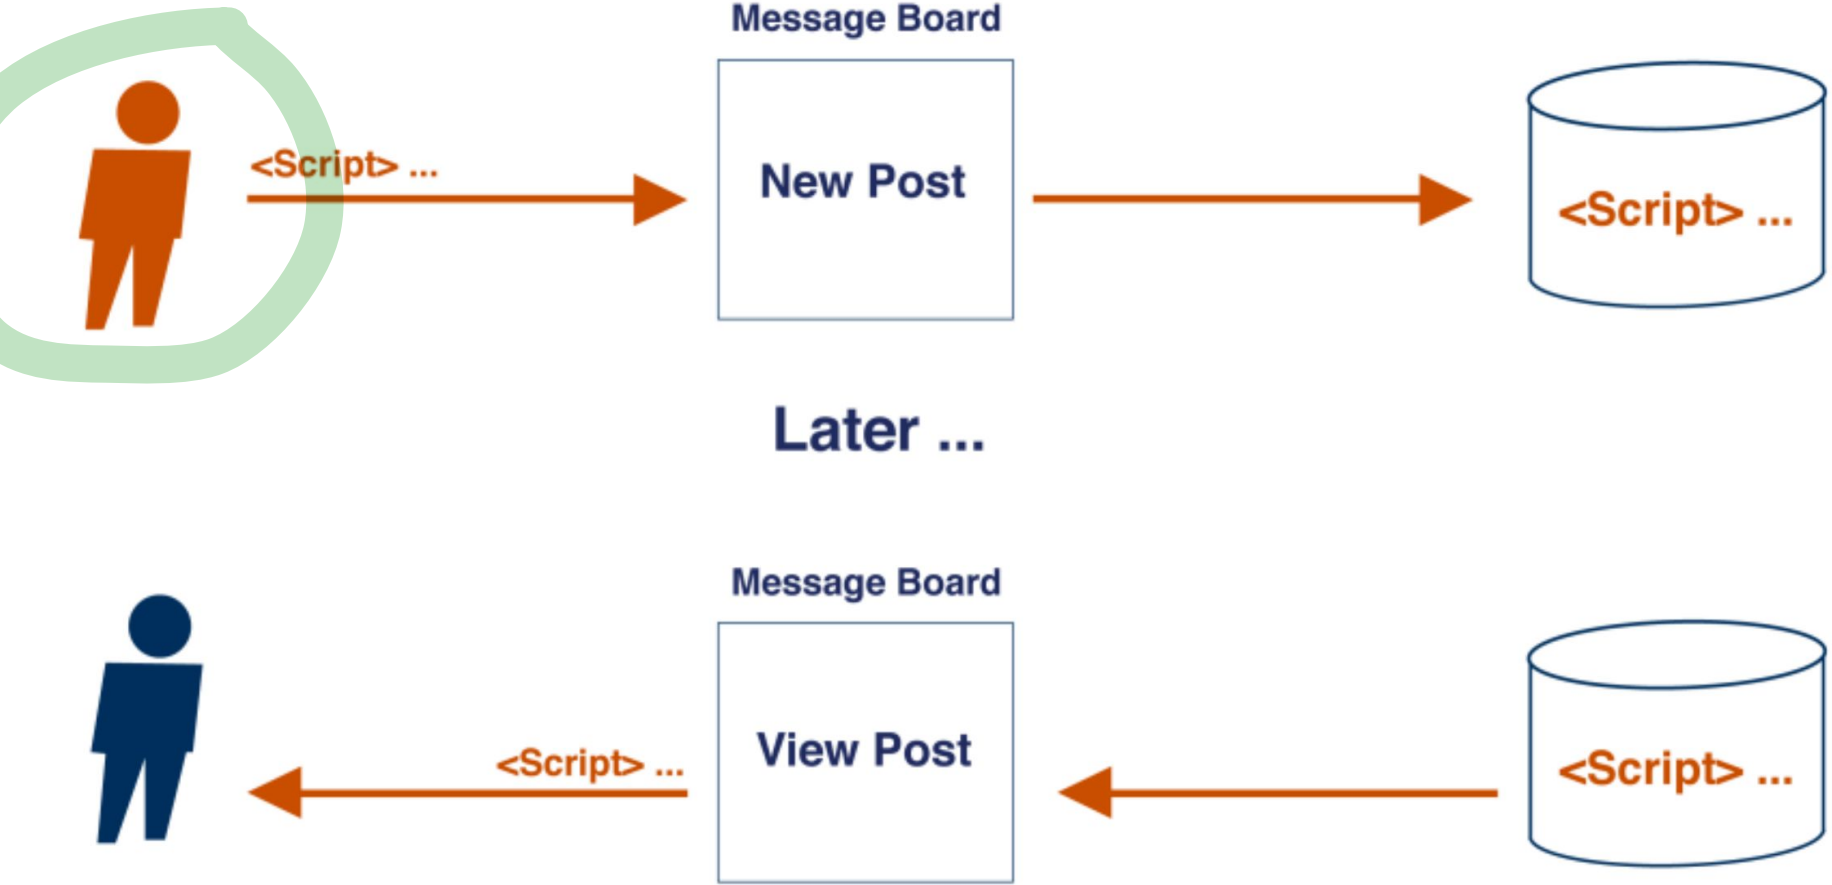 Message Board
<Script> ...
New Post
<Script> ...
Later ...
Message Board
<Script> ...
View Post
<Script> ...